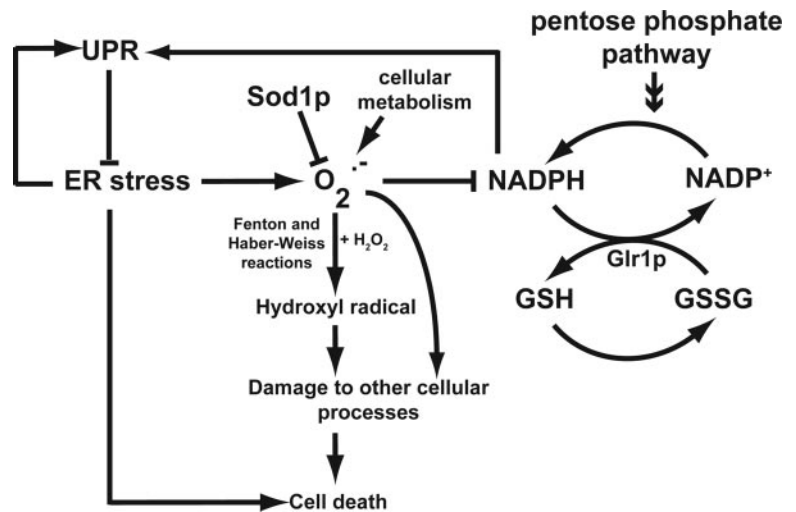 pentose phosphate
pathway
UPR
cellular
metabolism
Sod1p
ER stress
O₂˙⁻
NADPH
NADP⁺
Fenton and
Haber-Weiss
reactions
+ H₂O₂
Glr1p
GSH
GSSG
Hydroxyl radical
Damage to other cellular
processes
Cell death